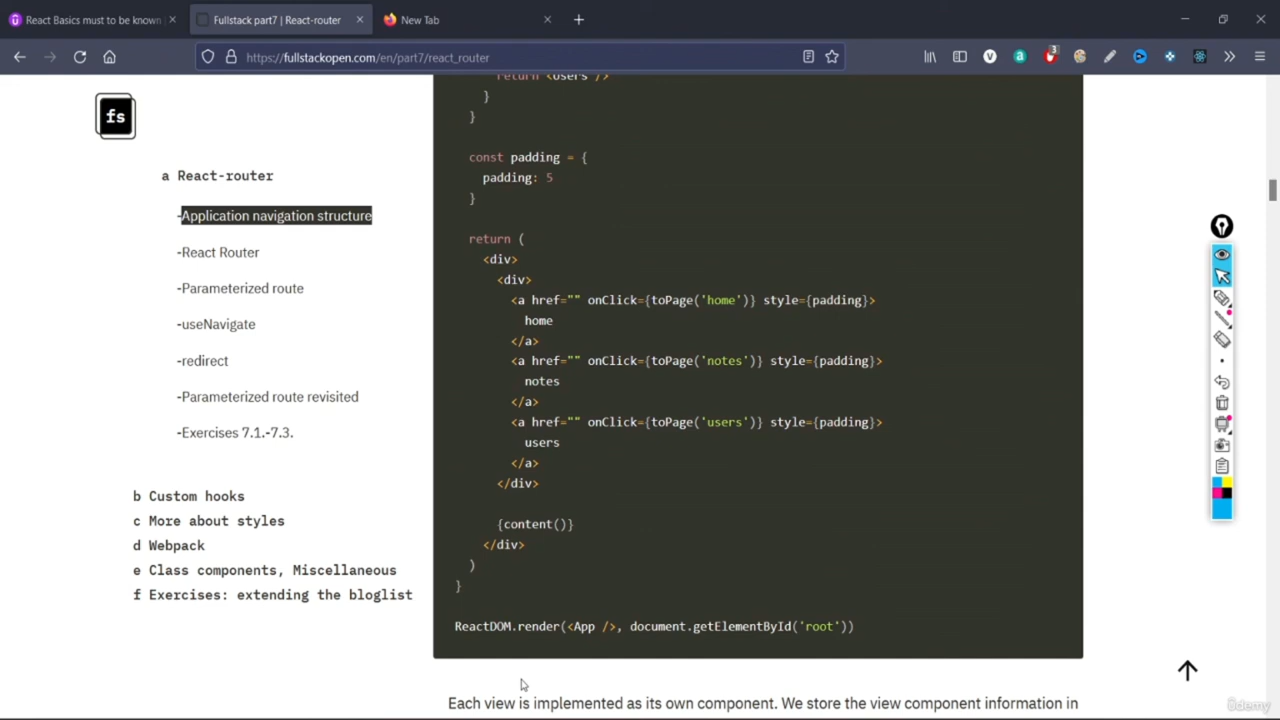 React Basics must to be known
Fullstack part7 | React-router
New Tab
https://fullstackopen.com/en/part7/react_router
3
fs
a React-router
-Application navigation structure
-React Router
-Parameterized route
-useNavigate
-redirect
-Parameterized route revisited
-Exercises 7.1.-7.3.
b Custom hooks
c More about styles
d Webpack
e Class components, Miscellaneous
f Exercises: extending the bloglist
return <Users />
}
}
const padding = {
padding: 5
}
return (
<div>
<div>
<a href="" onClick={toPage('home')} style={padding}>
home
</a>
<a href="" onClick={toPage('notes')} style={padding}>
notes
</a>
<a href="" onClick={toPage('users')} style={padding}>
users
</a>
</div>
{content()}
</div>
)
}
ReactDOM.render(<App />, document.getElementById('root'))
Each view is implemented as its own component. We store the view component information in
ûdemy